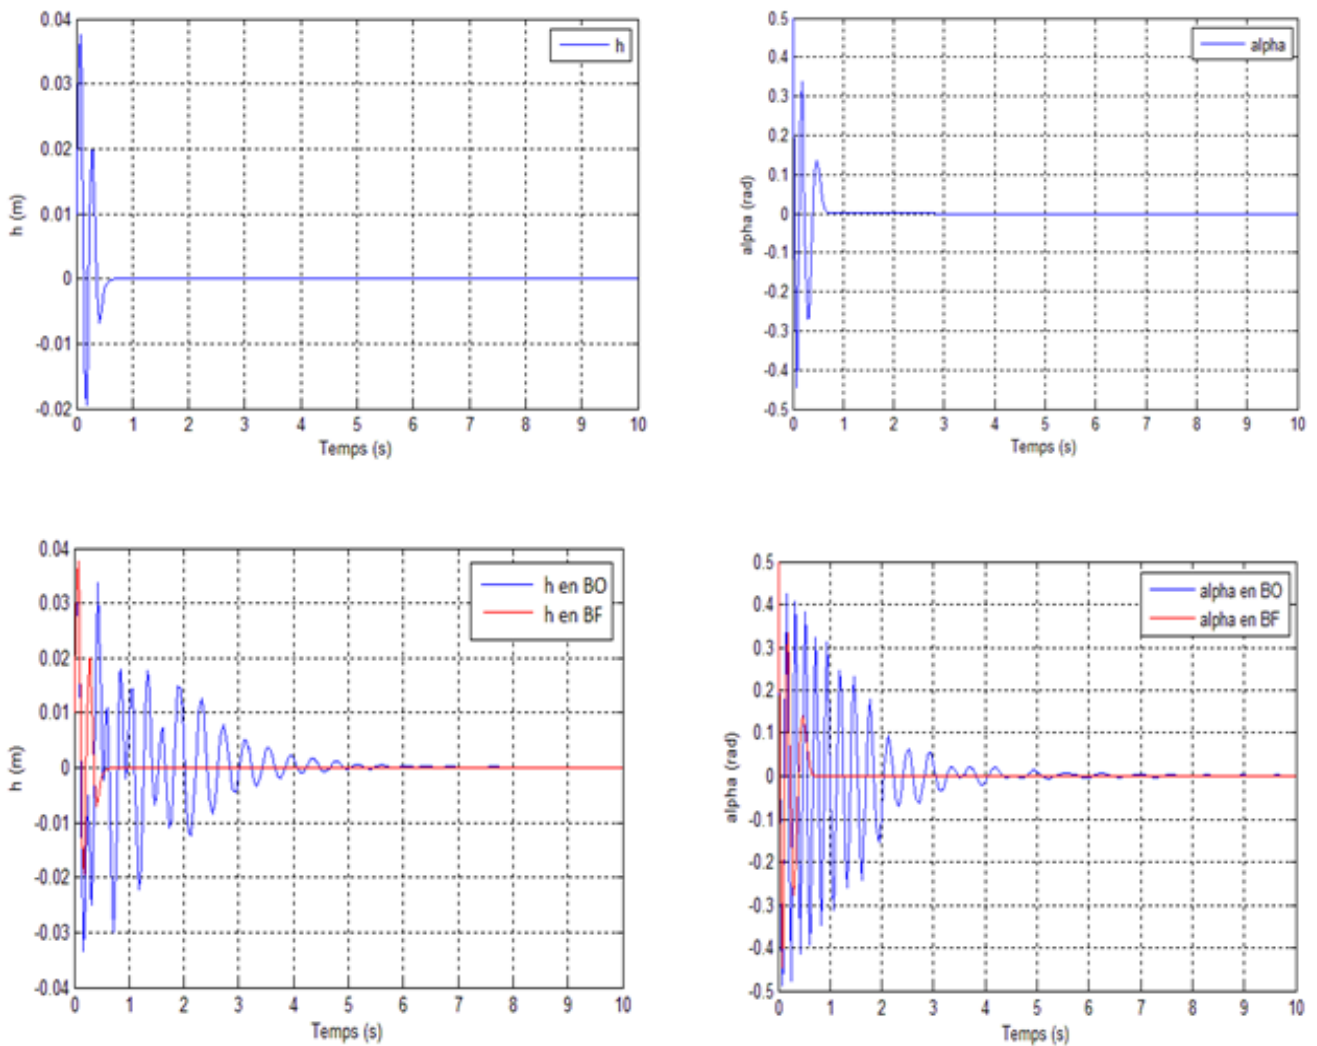 0.04
0.03
0.02
0.01
0
-0.01
-0.02
h (m)
h
0 1 2 3 4 5 6 7 8 9 10
Temps (s)
0.5
0.4
0.3
0.2
0.1
0
-0.1
-0.2
-0.3
-0.4
-0.5
alpha (rad)
alpha
0 1 2 3 4 5 6 7 8 9 10
Temps (s)
0.04
0.03
0.02
0.01
0
-0.01
-0.02
-0.03
-0.04
h (m)
h en BO
h en BF
0 1 2 3 4 5 6 7 8 9 10
Temps (s)
0.5
0.4
0.3
0.2
0.1
0
-0.1
-0.2
-0.3
-0.4
-0.5
alpha (rad)
alpha en BO
alpha en BF
0 1 2 3 4 5 6 7 8 9 10
Temps (s)